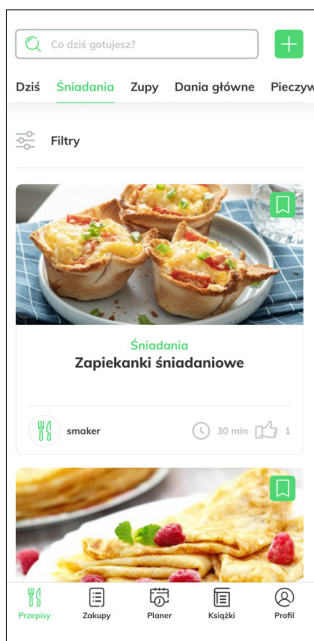 Co dziś gotujesz?
Dziś Śniadania Zupy Dania główne Pieczyw
Filtry
Śniadania
Zapiekanki śniadaniowe
smaker 30 min 1
Przepisy Zakupy Planer Książki Profil